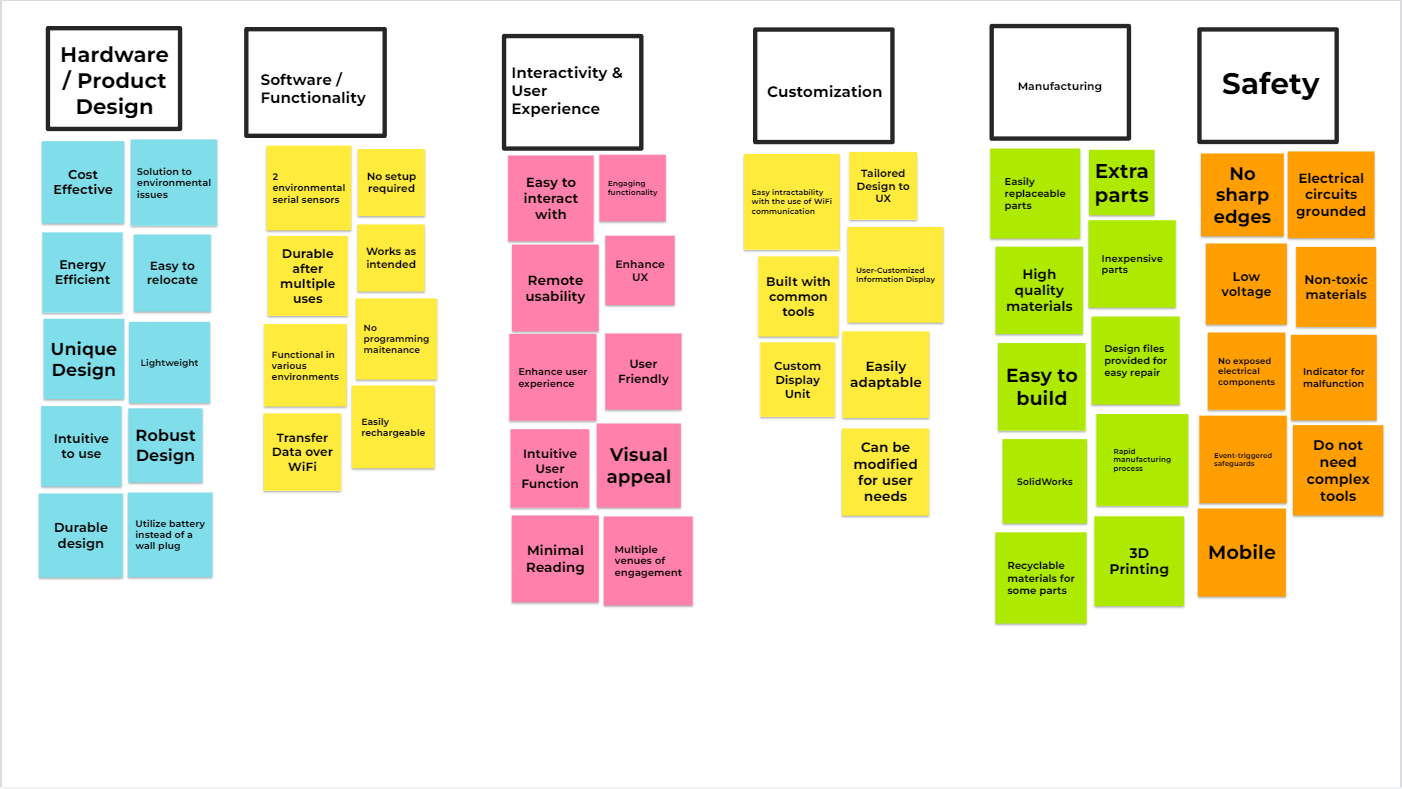 Hardware
/ Product
Design
Cost
Effective
Solution to
environmental
issues
Energy
Efficient
Easy to
relocate
Unique
Design
Lightweight
Intuitive
to use
Robust
Design
Durable
design
Utilize battery
instead of a
wall plug
Software /
Functionality
2
environmental
serial sensors
No setup
required
Durable
after
multiple
uses
Works as
intended
No
programming
maitenance
Functional in
various
environments
Easily
rechargeable
Transfer
Data over
WiFi
Interactivity &
User
Experience
Easy to
interact
with
Engaging
functionality
Remote
usability
Enhance
UX
Enhance user
experience
User
Friendly
Intuitive
User
Function
Visual
appeal
Minimal
Reading
Multiple
venues of
engagement
Customization
Easy intractability
with the use of WiFi
communication
Tailored
Design to
UX
User-Customized
Information Display
Built with
common
tools
Custom
Display
Unit
Easily
adaptable
Can be
modified
for user
needs
Manufacturing
Easily
replaceable
parts
Extra
parts
High
quality
materials
Inexpensive
parts
Easy to
build
Design files
provided for
easy repair
SolidWorks
Rapid
manufacturing
process
Recyclable
materials for
some parts
3D
Printing
Safety
No
sharp
edges
Electrical
circuits
grounded
Low
voltage
Non-toxic
materials
No exposed
electrical
components
Indicator for
malfunction
Event-triggered
safeguards
Do not
need
complex
tools
Mobile